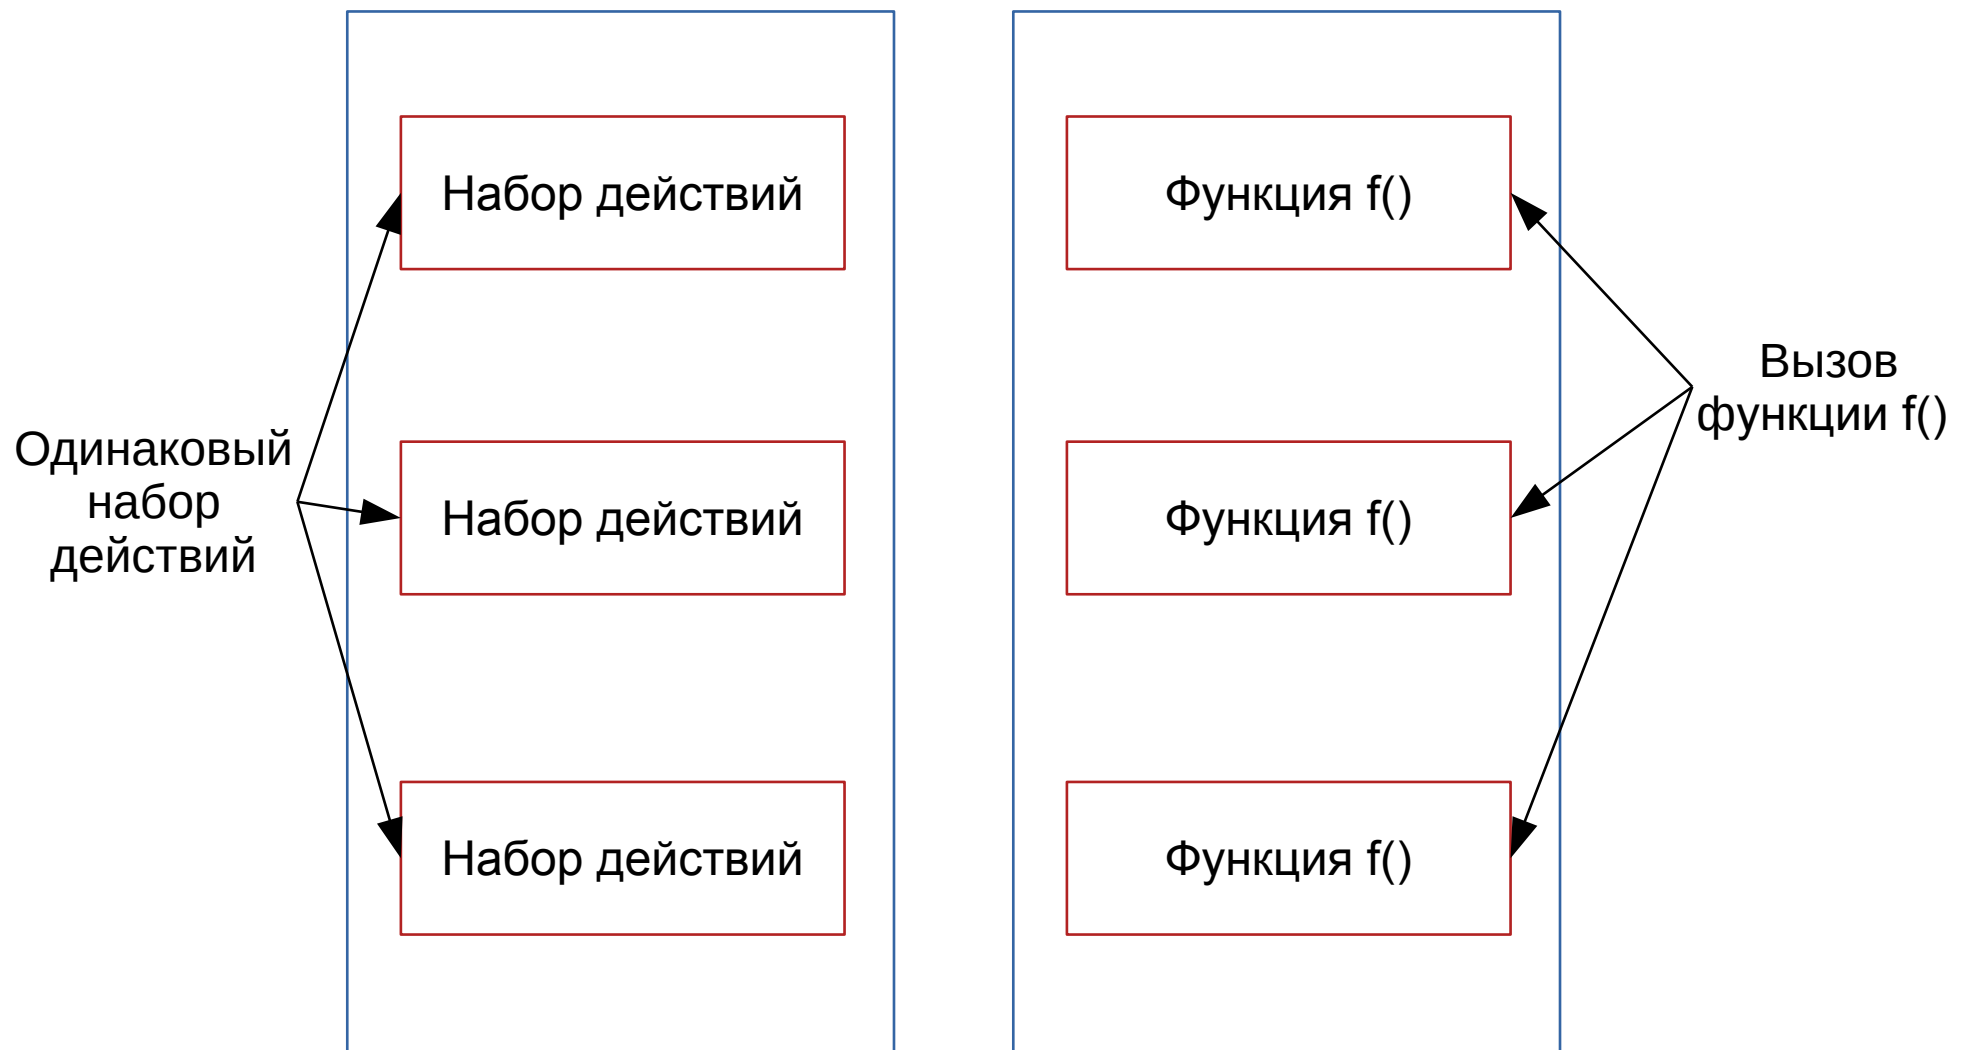 Набор действий
Функция f()
Вызов
функции f()
Одинаковый
набор
действий
Набор действий
Функция f()
Набор действий
Функция f()